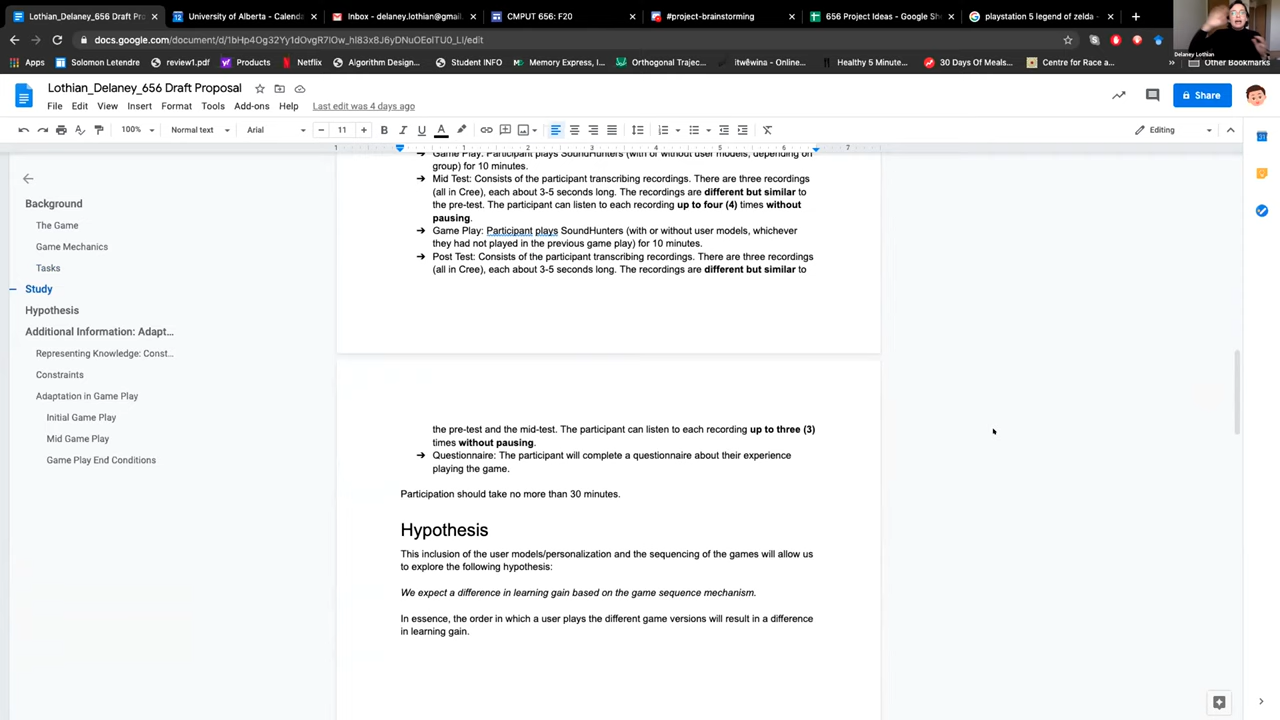 Lothian_Delaney_656 Draft Pro
University of Alberta - Calenda
Inbox - delaney.lothian@gmail.
CMPUT 656: F20
#project-brainstorming
656 Project Ideas - Google She
playstation 5 legend of zelda -
docs.google.com/document/d/
Delaney Lothian
Apps
Solomon Letendre
review1.pdf
Products
Netflix
Algorithm Design...
Student INFO
Memory Express, I...
Orthogonal Trajec...
itwêwina - Online...
Healthy 5 Minute...
30 Days Of Meals...
Centre for Race a...
Other Bookmarks
Lothian_Delaney_656 Draft Proposal
File Edit View Insert Format Tools Add-ons Help Last edit was 4 days ago
Share
100% Normal text Arial 11 Editing
1 1 2 3 4 5 6 7
Background
The Game
Game Mechanics
Tasks
Study
Hypothesis
Additional Information: Adapt...
Representing Knowledge: Const...
Constraints
Adaptation in Game Play
Initial Game Play
Mid Game Play
Game Play End Conditions
Game Play: Participant plays SoundHunters (with or without user models, depending on
group) for 10 minutes.
Mid Test: Consists of the participant transcribing recordings. There are three recordings
(all in Cree), each about 3-5 seconds long. The recordings are different but similar to
the pre-test. The participant can listen to each recording up to four (4) times without
pausing.
Game Play: Participant plays SoundHunters (with or without user models, whichever
they had not played in the previous game play) for 10 minutes.
Post Test: Consists of the participant transcribing recordings. There are three recordings
(all in Cree), each about 3-5 seconds long. The recordings are different but similar to
the pre-test and the mid-test. The participant can listen to each recording up to three (3)
times without pausing.
Questionnaire: The participant will complete a questionnaire about their experience
playing the game.
Participation should take no more than 30 minutes.
Hypothesis
This inclusion of the user models/personalization and the sequencing of the games will allow us
to explore the following hypothesis:
We expect a difference in learning gain based on the game sequence mechanism.
In essence, the order in which a user plays the different game versions will result in a difference
in learning gain.